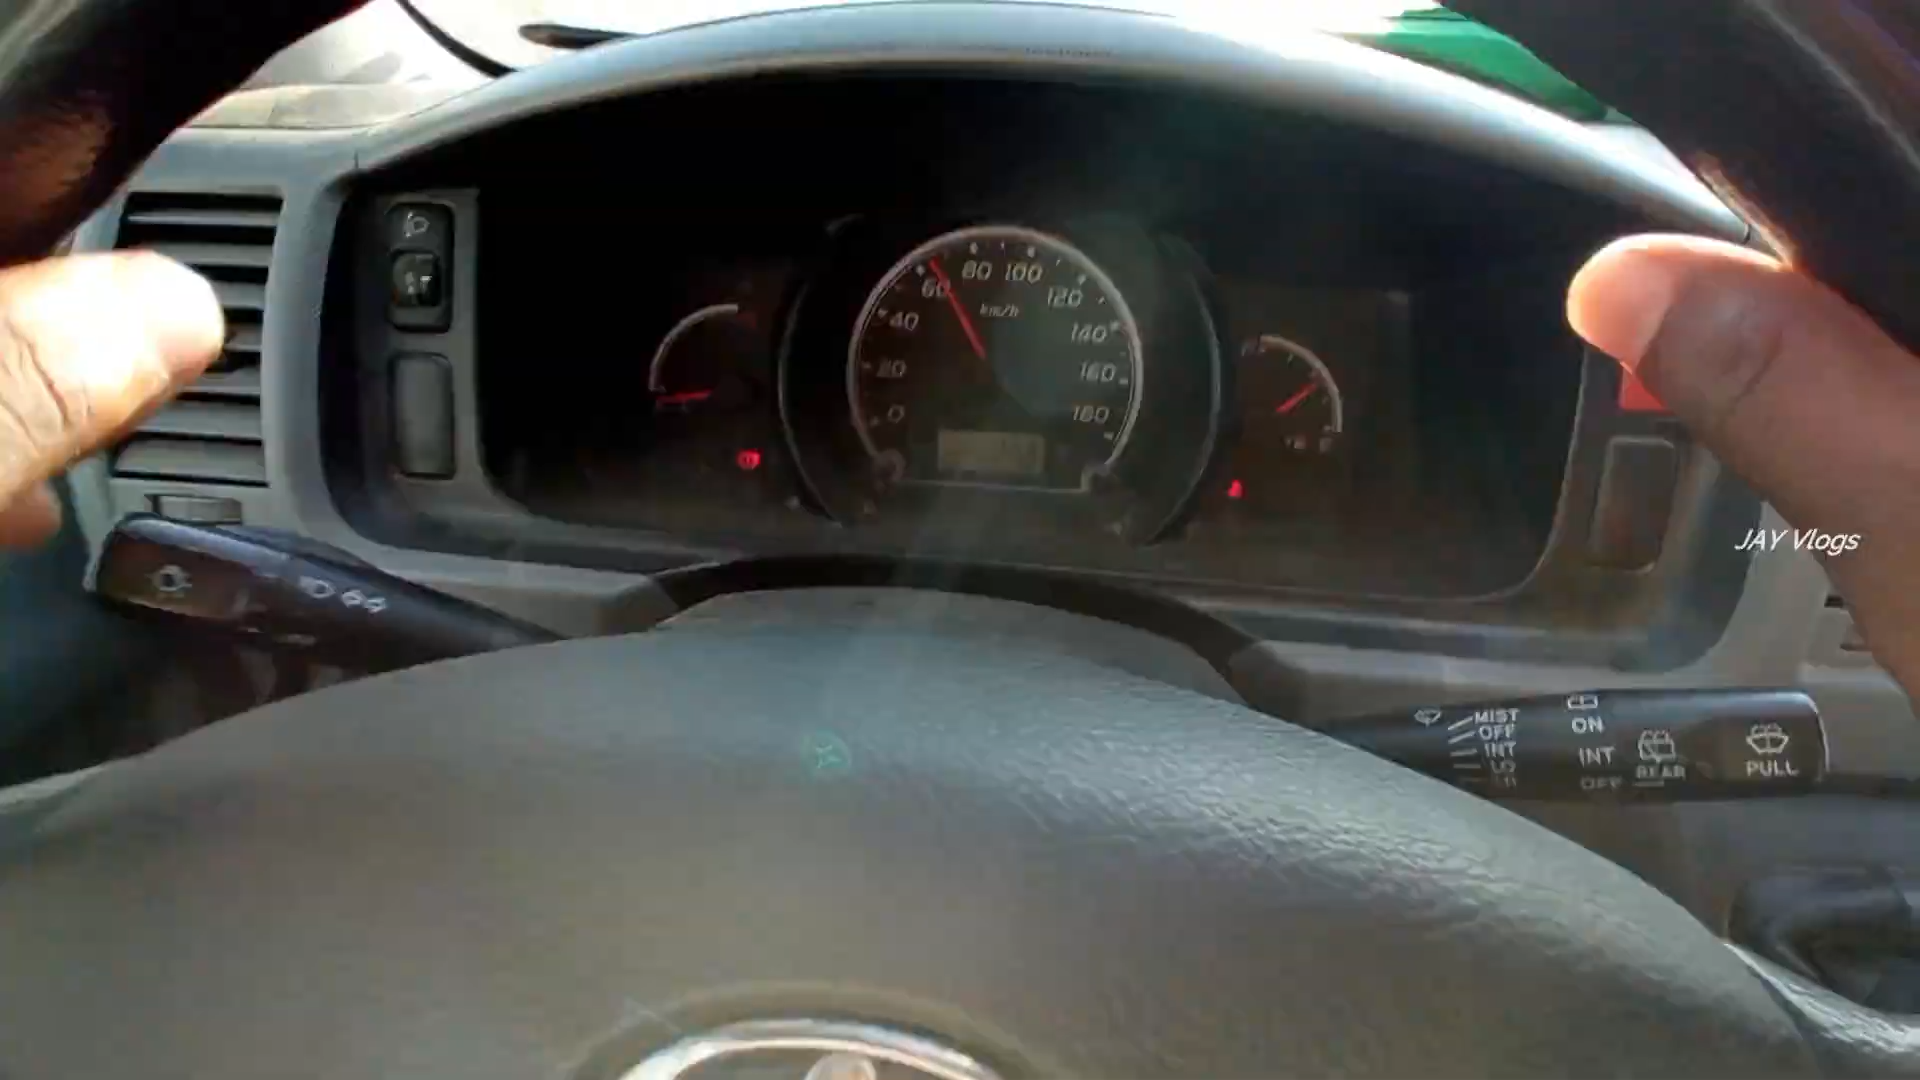 80 100
60 120
km/h
40 140
20 160
0 180
JAY Vlogs
MIST
OFF
INT
LO
ON
INT
OFF
REAR
PULL